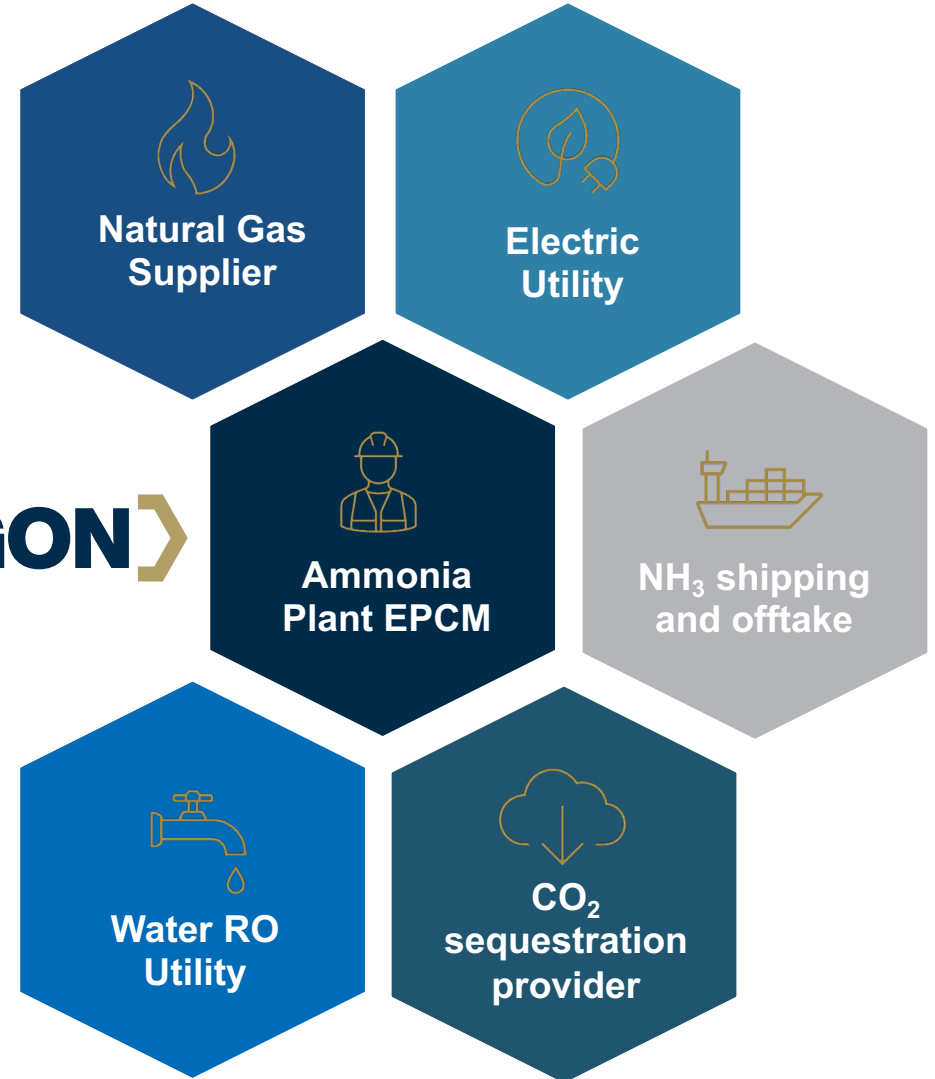 Natural Gas
Supplier
Electric
Utility
GON
Ammonia
Plant EPCM
NH₃ shipping
and offtake
Water RO
Utility
CO₂
sequestration
provider